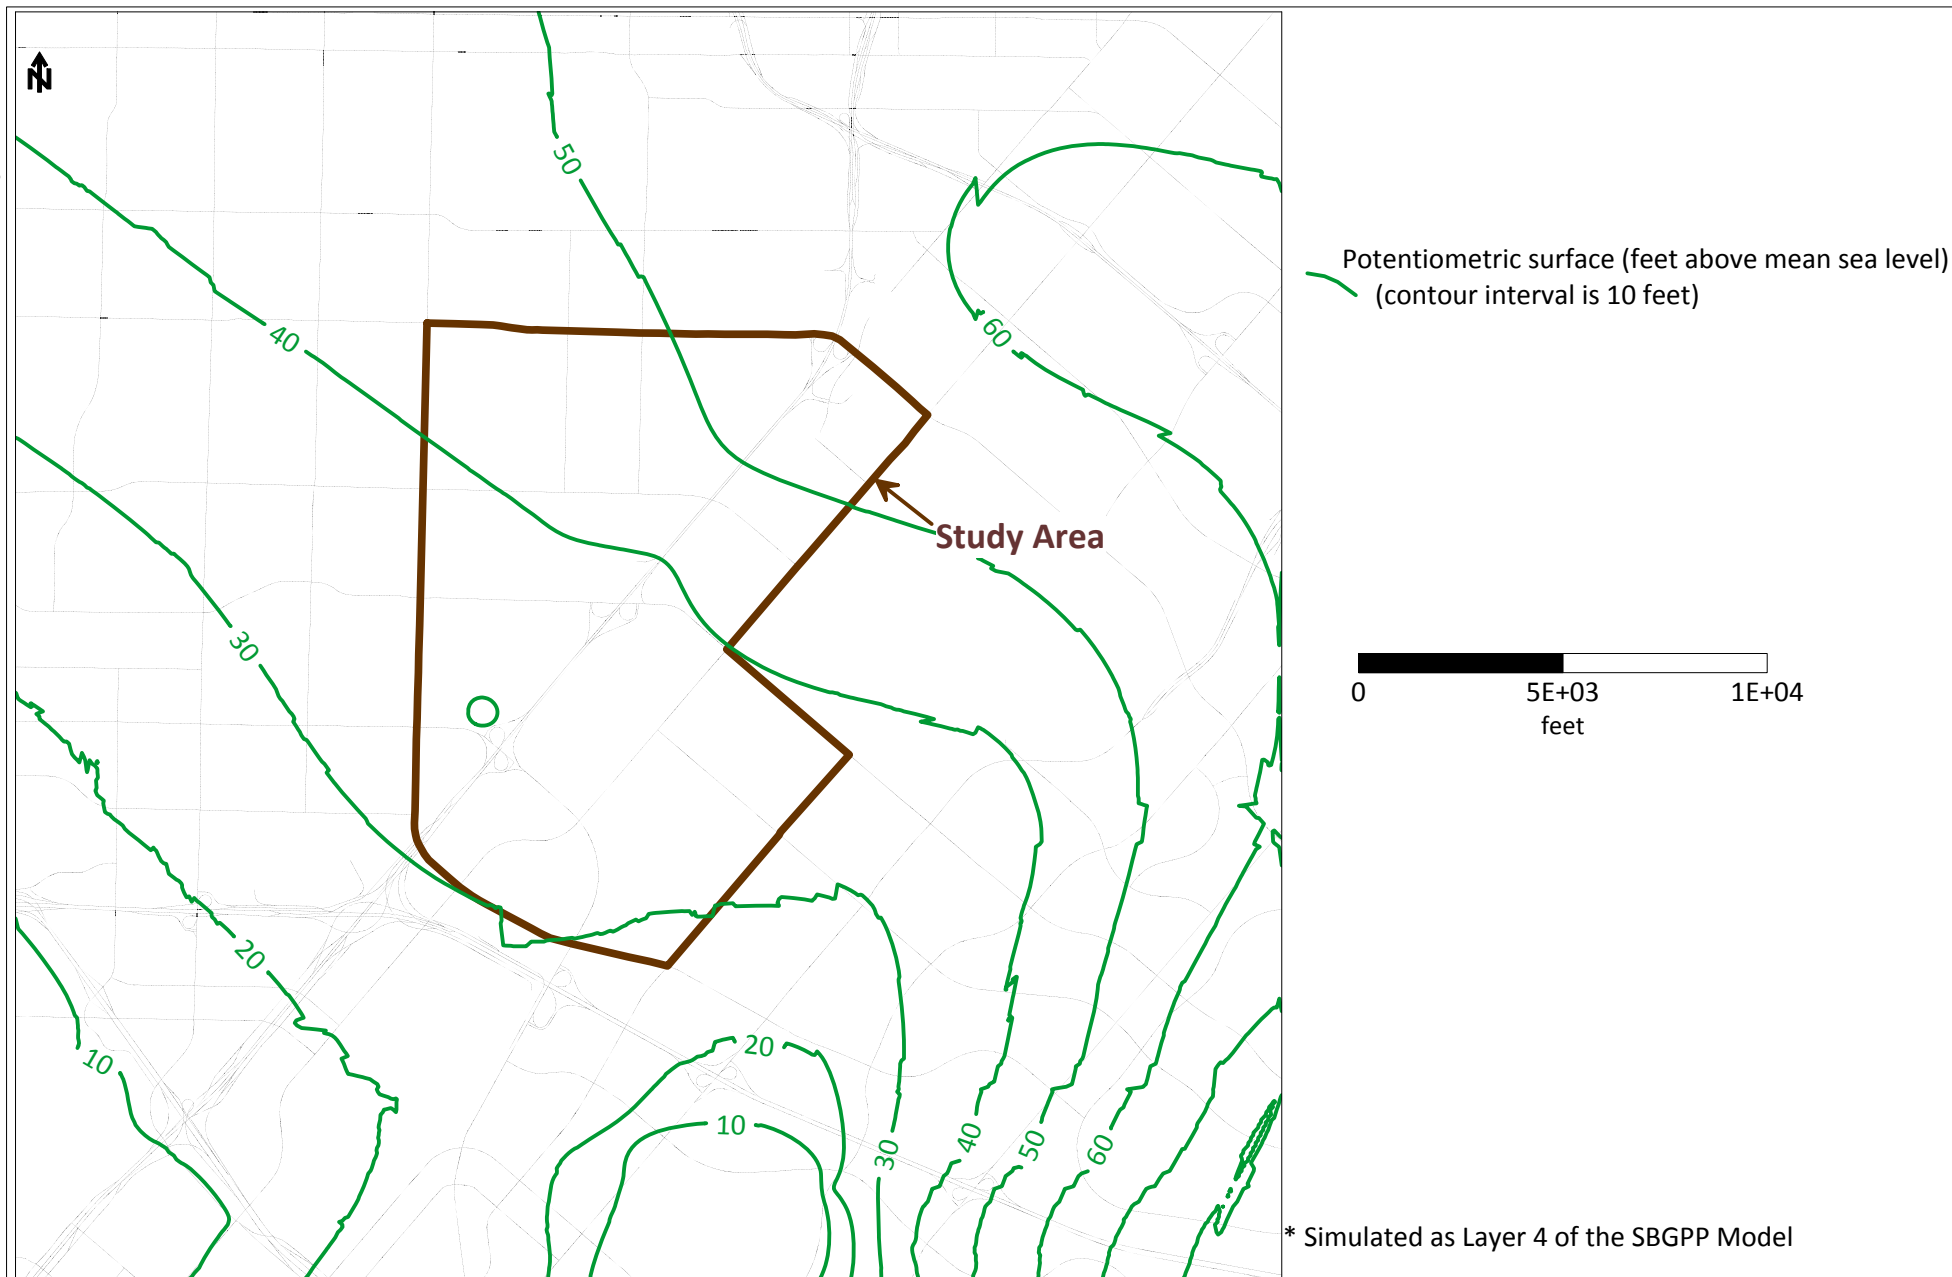 N
50
40
60
Potentiometric surface (feet above mean sea level)
(contour interval is 10 feet)
Study Area
30
0 5E+03 1E+04
feet
20
10
20
10
30
40
50
60
* Simulated as Layer 4 of the SBGPP Model